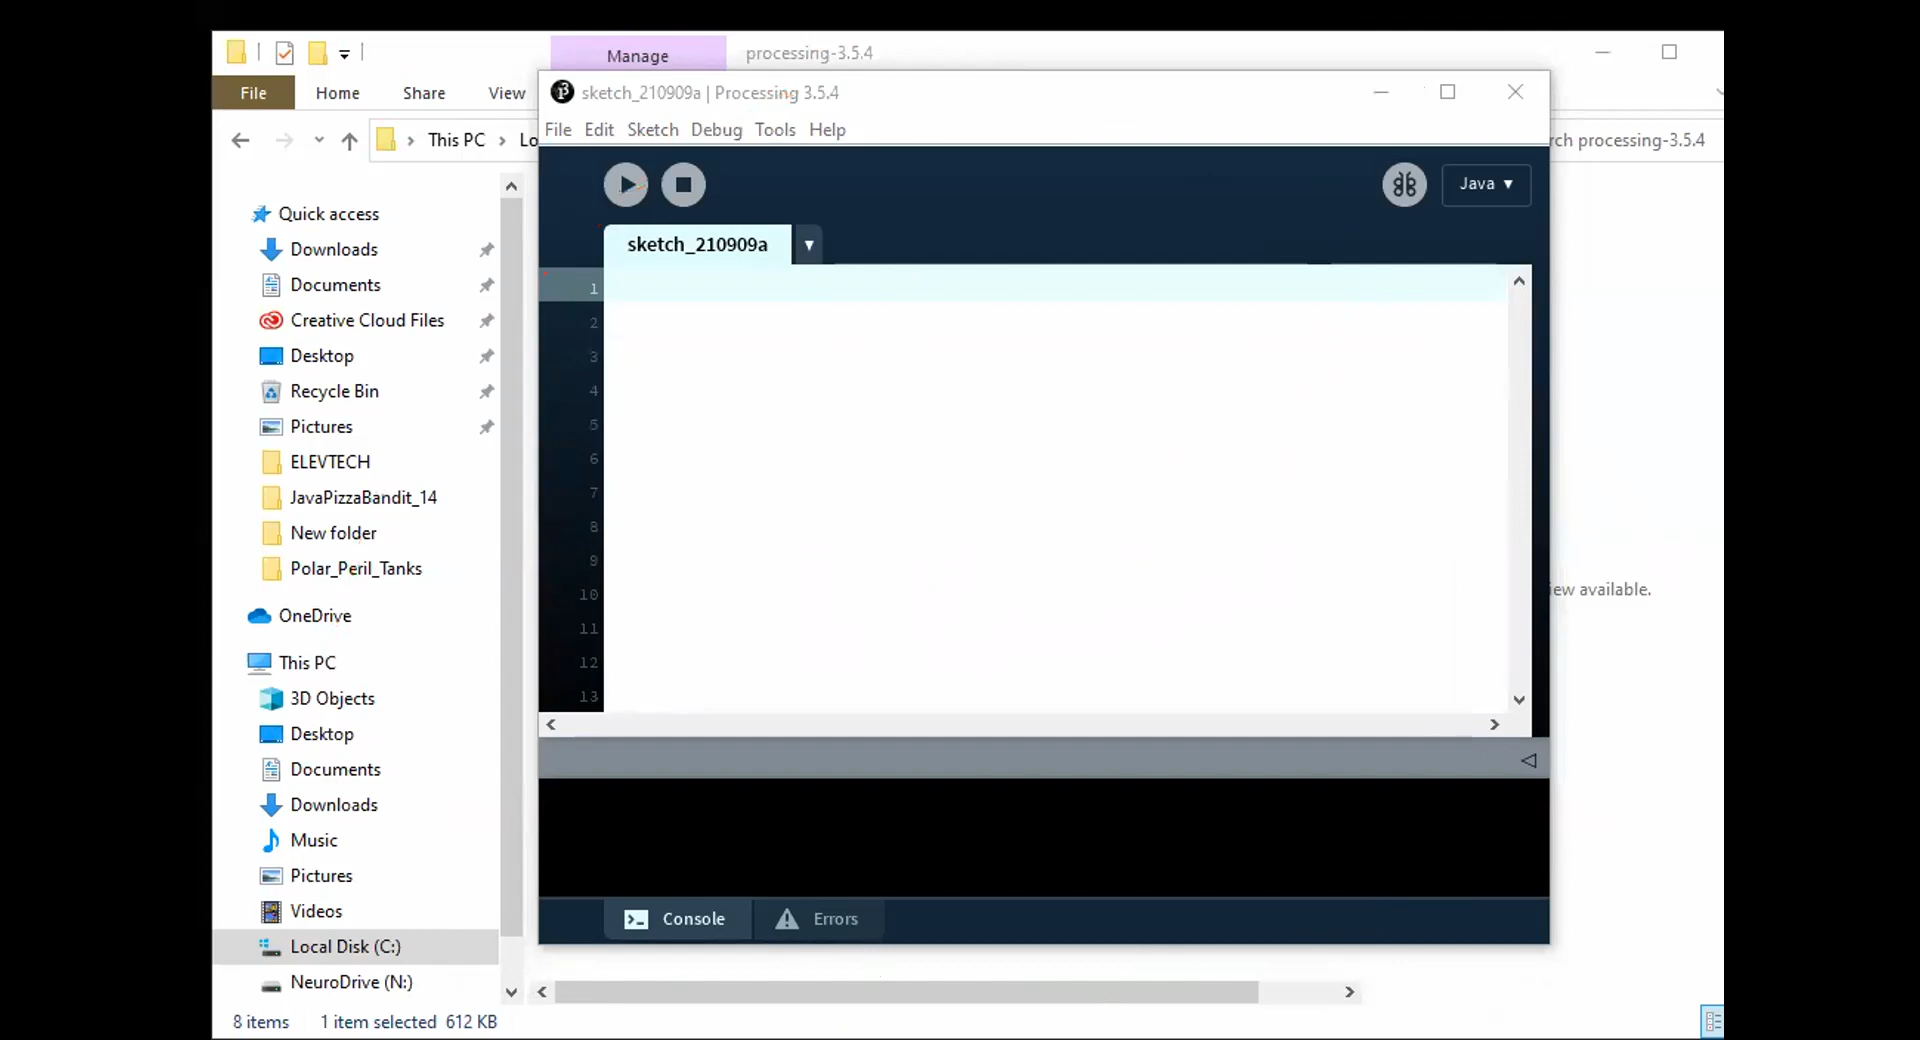 Manage processing-3.5.4
File Home Share View
This PC Lo
rch processing-3.5.4
Quick access
Downloads
Documents
Creative Cloud Files
Desktop
Recycle Bin
Pictures
ELEVTECH
JavaPizzaBandit_14
New folder
Polar_Peril_Tanks
OneDrive
This PC
3D Objects
Desktop
Documents
Downloads
Music
Pictures
Videos
Local Disk (C:)
NeuroDrive (N:)
8 items 1 item selected 612 KB
sketch_210909a | Processing 3.5.4
File Edit Sketch Debug Tools Help
Java ▾
sketch_210909a ▾
1
2
3
4
5
6
7
8
9
10
11
12
13
Console Errors
iew available.